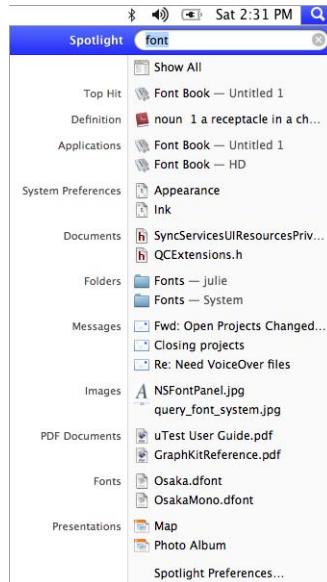 Sat 2:31 PM
Spotlight font
Show All
Top Hit Font Book — Untitled 1
Definition noun 1 a receptacle in a ch...
Applications Font Book — Untitled 1
Font Book — HD
System Preferences Appearance
Ink
Documents SyncServicesUIResourcesPriv...
QCExtensions.h
Folders Fonts — julie
Fonts — System
Messages Fwd: Open Projects Changed...
Closing projects
Re: Need VoiceOver files
Images NSFontPanel.jpg
query_font_system.jpg
PDF Documents uTest User Guide.pdf
GraphKitReference.pdf
Fonts Osaka.dfont
OsakaMono.dfont
Presentations Map
Photo Album
Spotlight Preferences...